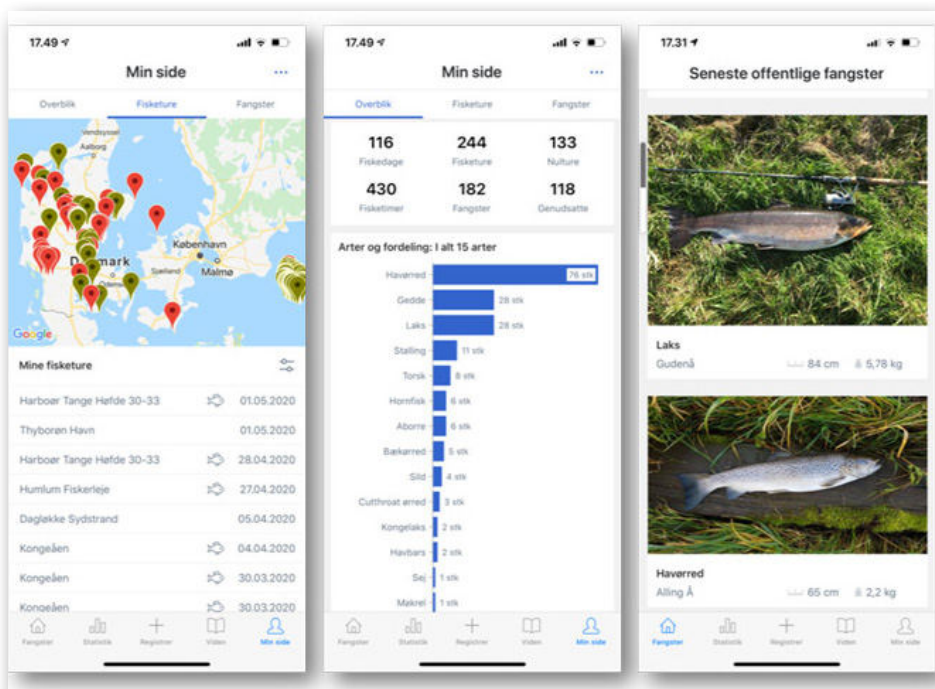 17.49
Min side
...
Overblik
Fisketure
Fangster
Vendsyssel
Aalborg
København
Danmark
Sjælland
Malmø
Odense
Google
Mine fisketure
Harboør Tange Høfde 30-33 01.05.2020
Thyborøn Havn 01.05.2020
Harboør Tange Høfde 30-33 28.04.2020
Humlum Fiskerleje 27.04.2020
Dagløkke Sydstrand 05.04.2020
Kongeåen 04.04.2020
Kongeåen 30.03.2020
Kongeåen 30.03.2020
Fangster Statistik Registrer Viden Min side
17.49
Min side
...
Overblik
Fisketure
Fangster
116 244 133
Fiskedage Fisketure Nulture
430 182 118
Fisketimer Fangster Genudsatte
Arter og fordeling: I alt 15 arter
Havørred 76 stk
Gedde 28 stk
Laks 28 stk
Stalling 11 stk
Torsk 8 stk
Hornfisk 6 stk
Aborre 6 stk
Bækørred 5 stk
Sild 4 stk
Cutthroat ørred 3 stk
Kongelaks 2 stk
Havbars 2 stk
Sej 1 stk
Makrel 1 stk
Fangster Statistik Registrer Viden Min side
17.31
Seneste offentlige fangster
Laks
Gudenå 84 cm 5,78 kg
Havørred
Alling Å 65 cm 2,2 kg
Fangster Statistik Registrer Viden Min side